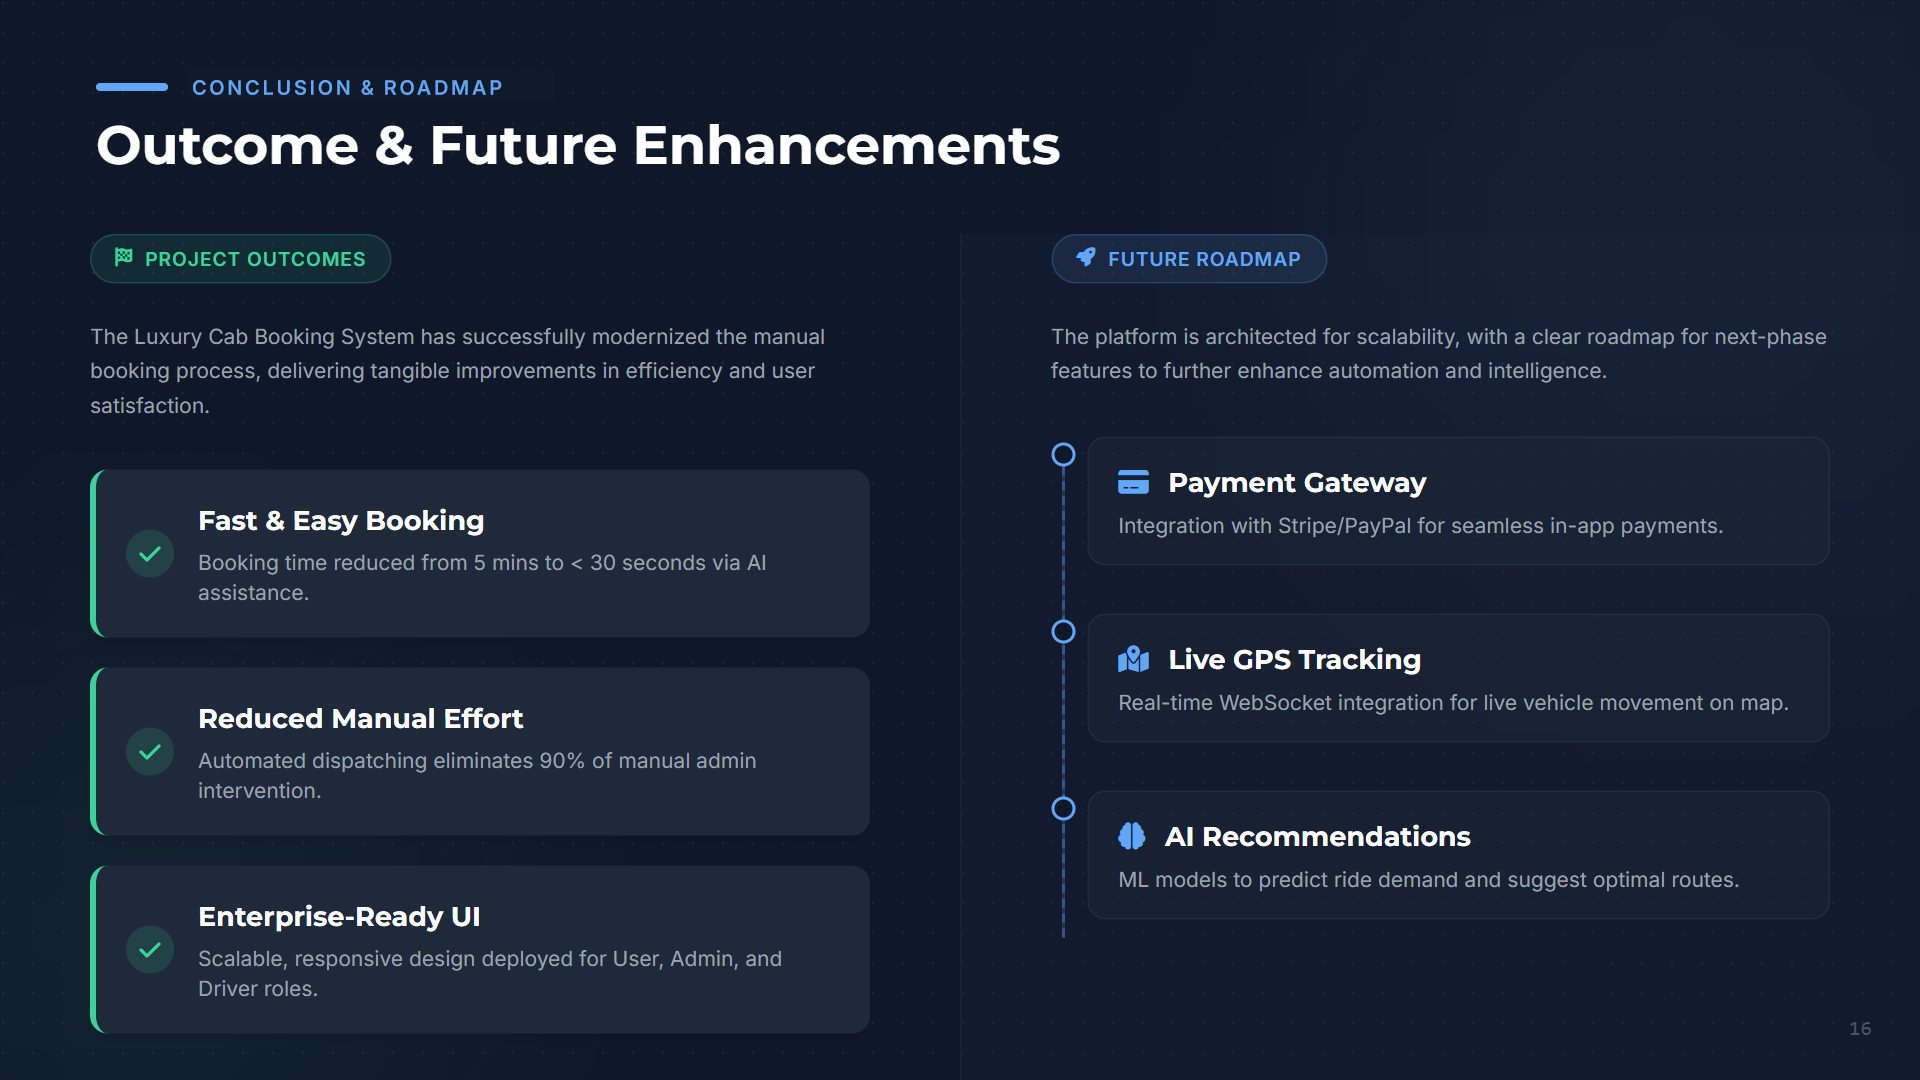 CONCLUSION & ROADMAP
Outcome & Future Enhancements
PROJECT OUTCOMES
The Luxury Cab Booking System has successfully modernized the manual
booking process, delivering tangible improvements in efficiency and user
satisfaction.
Fast & Easy Booking
Booking time reduced from 5 mins to < 30 seconds via AI
assistance.
Reduced Manual Effort
Automated dispatching eliminates 90% of manual admin
intervention.
Enterprise-Ready UI
Scalable, responsive design deployed for User, Admin, and
Driver roles.
FUTURE ROADMAP
The platform is architected for scalability, with a clear roadmap for next-phase
features to further enhance automation and intelligence.
Payment Gateway
Integration with Stripe/PayPal for seamless in-app payments.
Live GPS Tracking
Real-time WebSocket integration for live vehicle movement on map.
AI Recommendations
ML models to predict ride demand and suggest optimal routes.
16